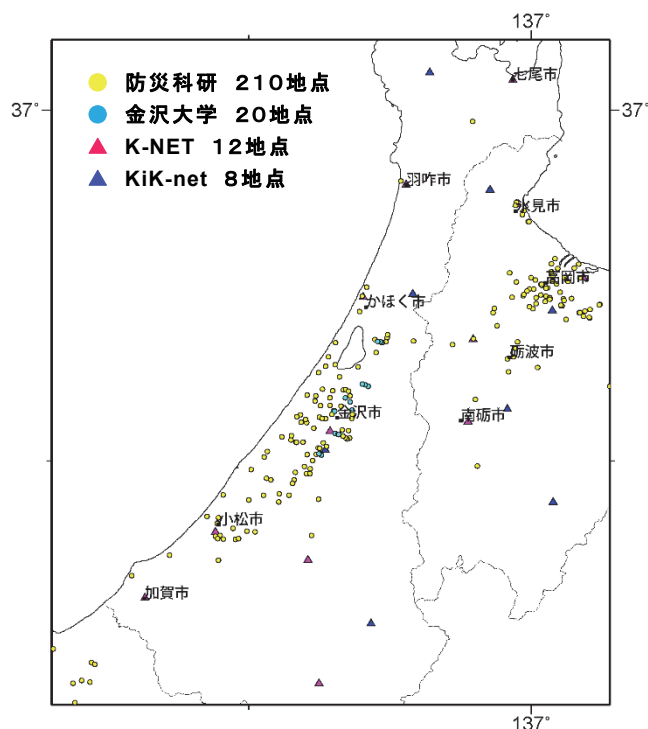 137°
37°
37°
防災科研 210地点
金沢大学 20地点
K-NET 12地点
KiK-net 8地点
七尾市
羽咋市
氷見市
高岡市
かほく市
砺波市
金沢市
南砺市
小松市
加賀市
137°